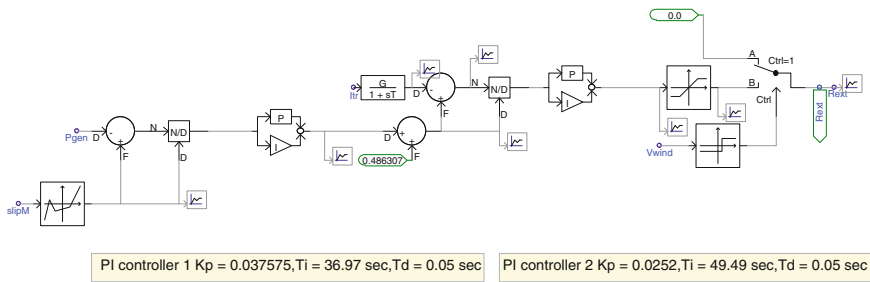 0.0
A
Ctrl=1
B
Ctrl
Rext
Rext
Itr
G
1 + sT
D
-
+
F
N
N/D
D
P
I
Pgen
D
-
+
F
N
N/D
D
P
I
D
+
+
F
0.486307
Vwind
slipM
PI controller 1 Kp = 0.037575,Ti = 36.97 sec,Td = 0.05 sec
PI controller 2 Kp = 0.0252,Ti = 49.49 sec,Td = 0.05 sec